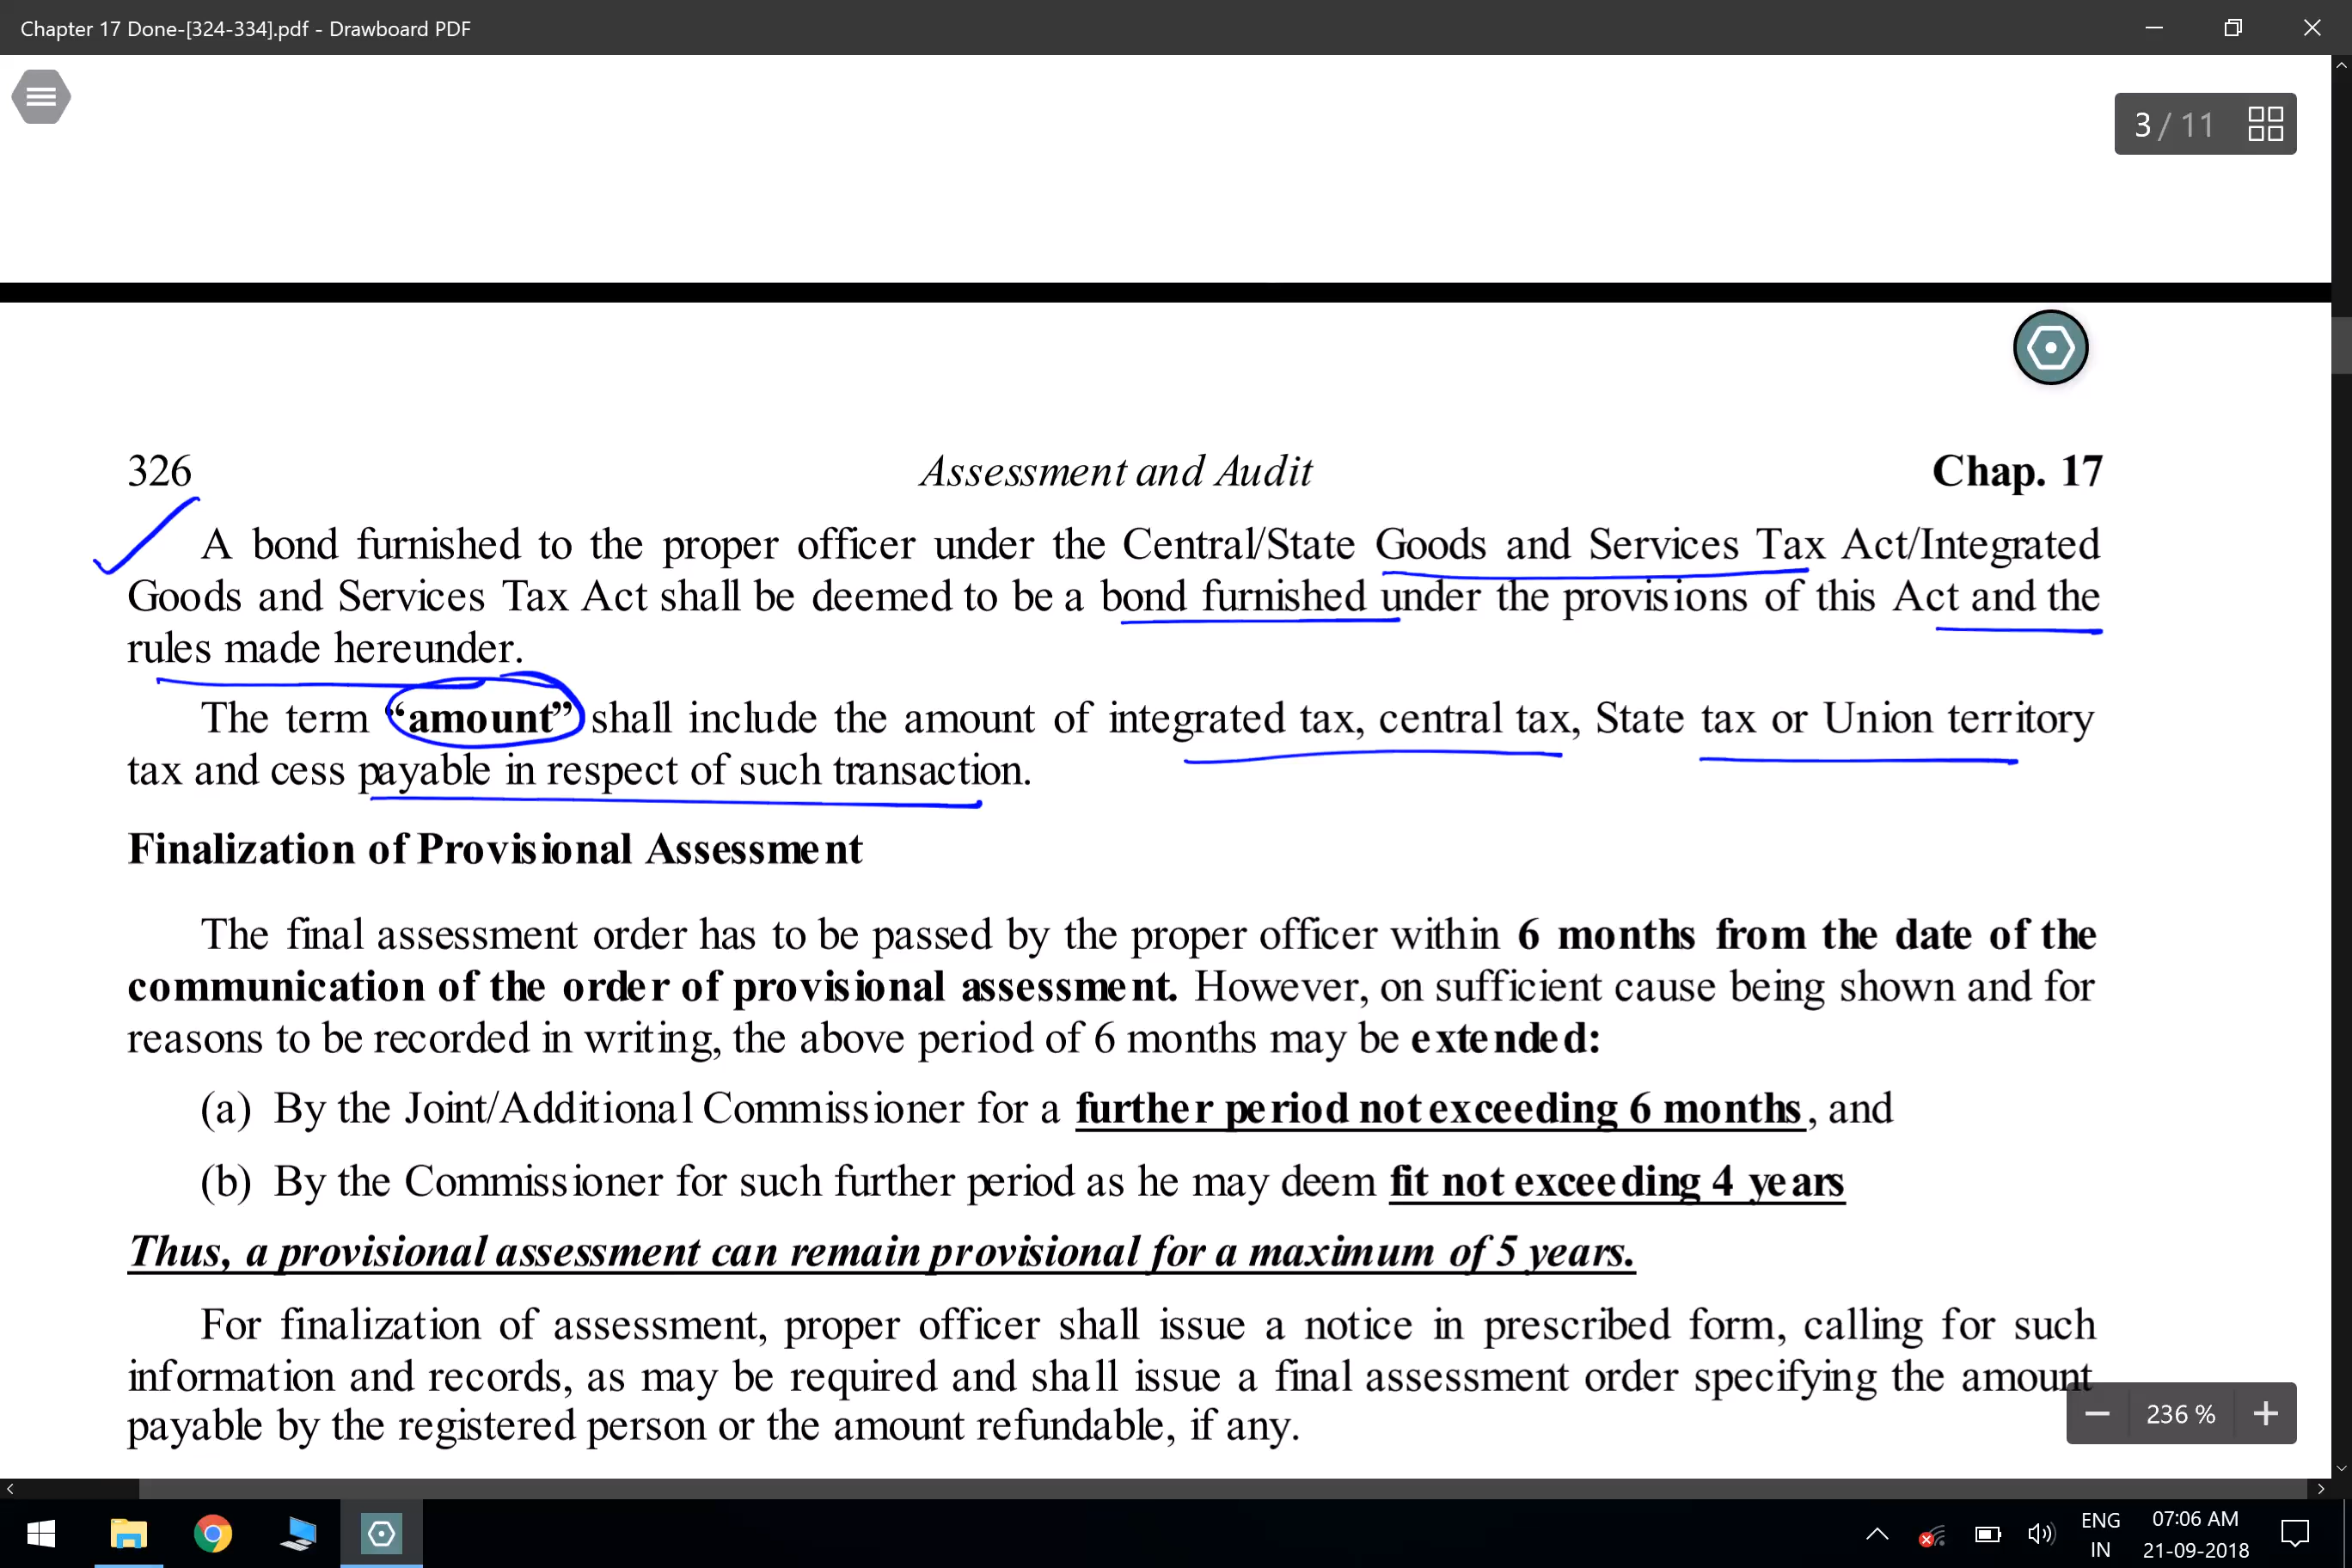 Chapter 17 Done-[324-334].pdf - Drawboard PDF
3 / 11
326 Assessment and Audit Chap. 17
A bond furnished to the proper officer under the Central/State Goods and Services Tax Act/Integrated
Goods and Services Tax Act shall be deemed to be a bond furnished under the provisions of this Act and the
rules made hereunder.
The term “amount” shall include the amount of integrated tax, central tax, State tax or Union territory
tax and cess payable in respect of such transaction.
Finalization of Provisional Assessment
The final assessment order has to be passed by the proper officer within 6 months from the date of the
communication of the order of provisional assessment. However, on sufficient cause being shown and for
reasons to be recorded in writing, the above period of 6 months may be extended:
(a) By the Joint/Additional Commissioner for a further period not exceeding 6 months, and
(b) By the Commissioner for such further period as he may deem fit not exceeding 4 years
Thus, a provisional assessment can remain provisional for a maximum of 5 years.
For finalization of assessment, proper officer shall issue a notice in prescribed form, calling for such
information and records, as may be required and shall issue a final assessment order specifying the amount
payable by the registered person or the amount refundable, if any.
236 %
ENG 07:06 AM
IN 21-09-2018